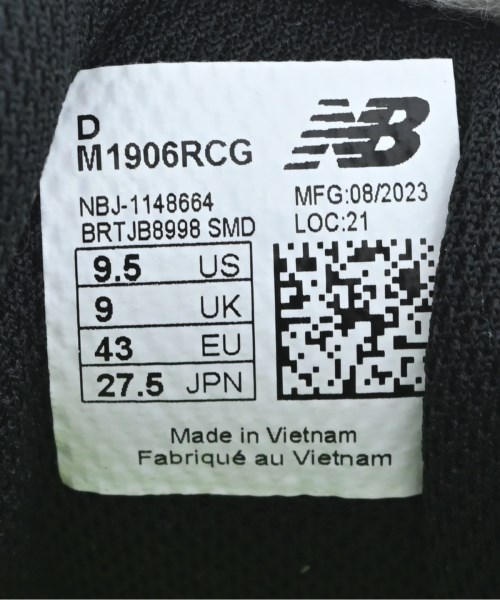 D
M1906RCG
NB
NBJ-1148664
BRTJB8998 SMD
MFG:08/2023
LOC:21
9.5 US
9 UK
43 EU
27.5 JPN
Made in Vietnam
Fabriqué au Vietnam